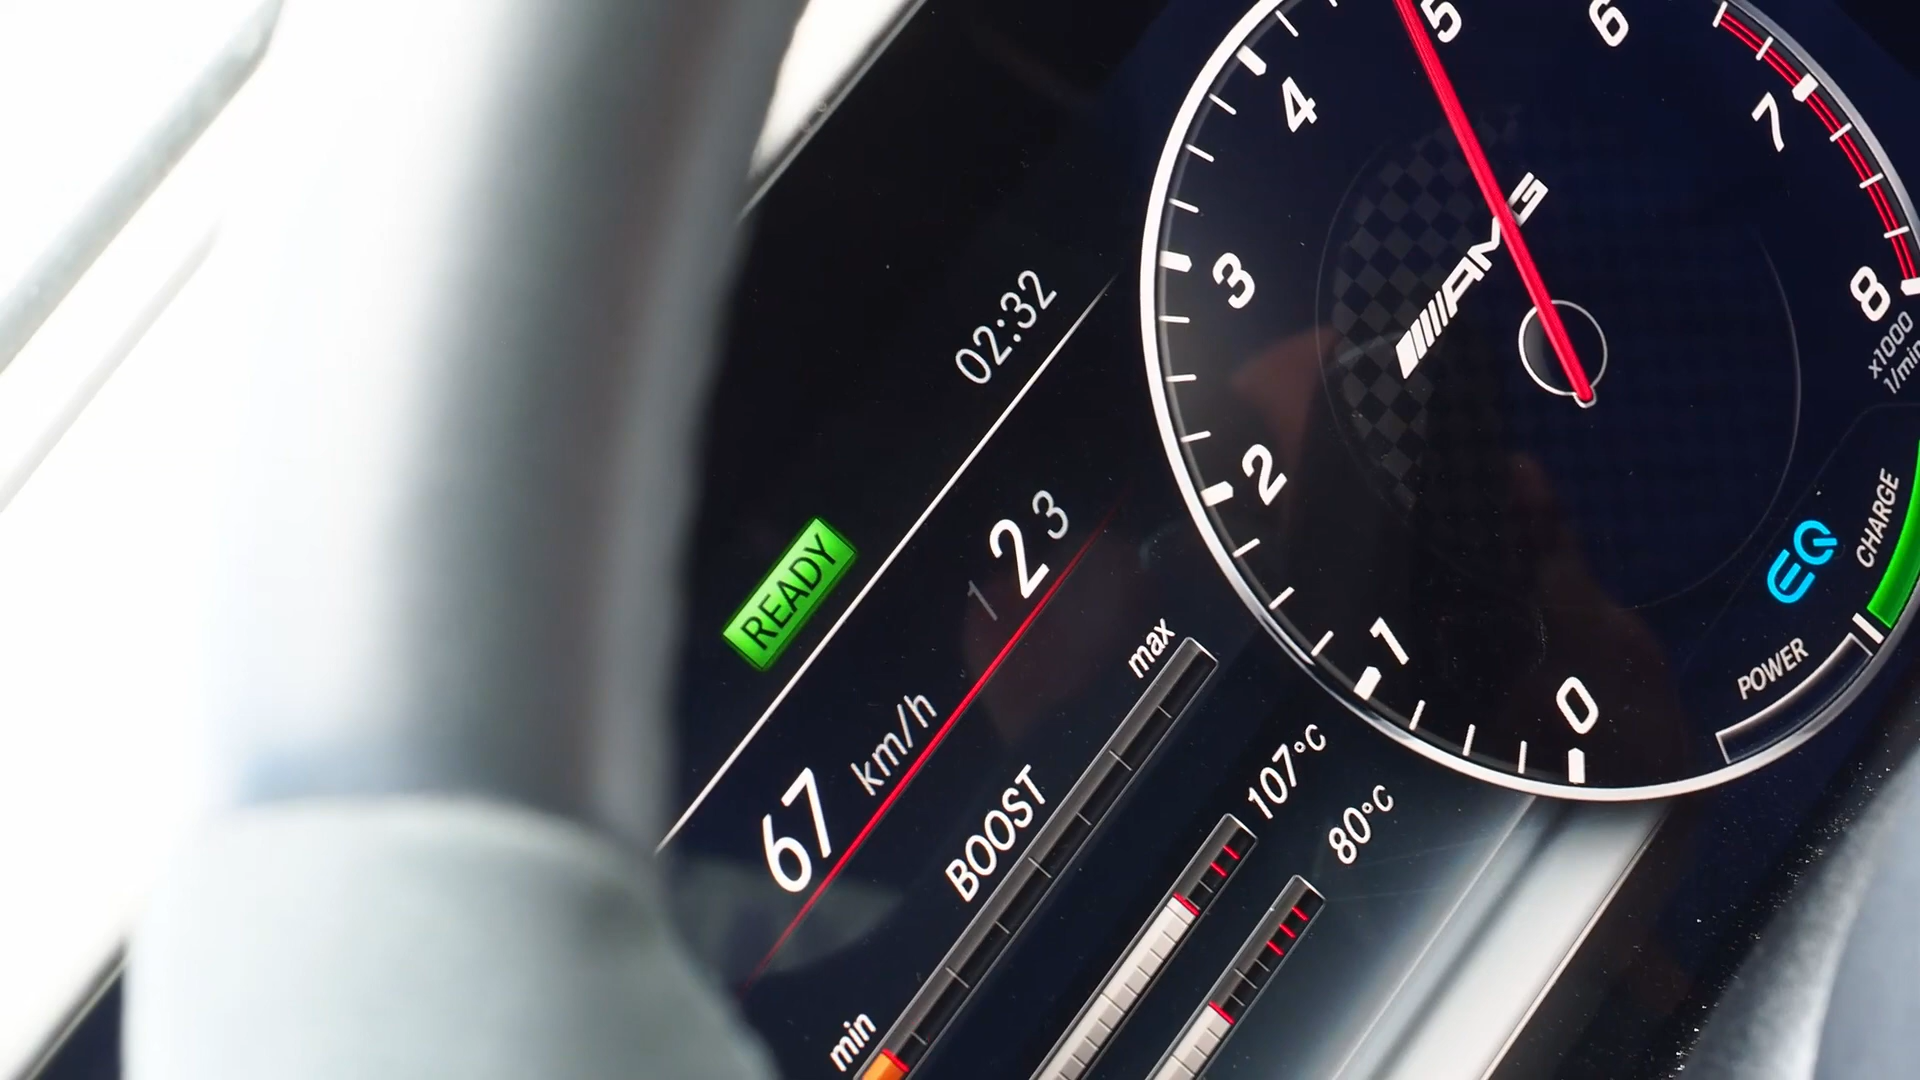 02:32
READY
1 2 3
67 km/h
max
BOOST
min
107°C
80°C
0
1
2
3
4
5
6
7
8
x1000
1/min
AMG
EQ
CHARGE
POWER